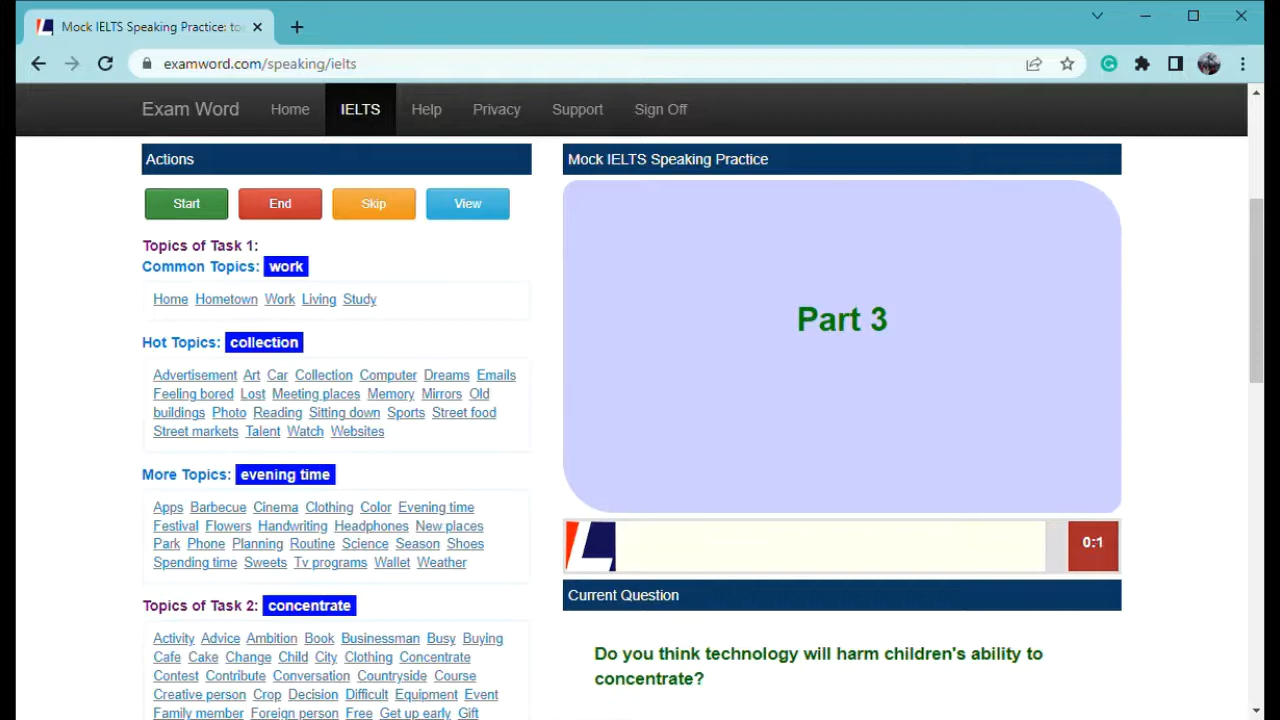 Mock IELTS Speaking Practice: to
examword.com/speaking/ielts
Exam Word Home IELTS Help Privacy Support Sign Off
Actions
Start End Skip View
Topics of Task 1:
Common Topics: work
Home Hometown Work Living Study
Hot Topics: collection
Advertisement Art Car Collection Computer Dreams Emails
Feeling bored Lost Meeting places Memory Mirrors Old
buildings Photo Reading Sitting down Sports Street food
Street markets Talent Watch Websites
More Topics: evening time
Apps Barbecue Cinema Clothing Color Evening time
Festival Flowers Handwriting Headphones New places
Park Phone Planning Routine Science Season Shoes
Spending time Sweets Tv programs Wallet Weather
Topics of Task 2: concentrate
Activity Advice Ambition Book Businessman Busy Buying
Cafe Cake Change Child City Clothing Concentrate
Contest Contribute Conversation Countryside Course
Creative person Crop Decision Difficult Equipment Event
Family member Foreign person Free Get up early Gift
Mock IELTS Speaking Practice
Part 3
0:1
Current Question
Do you think technology will harm children's ability to
concentrate?